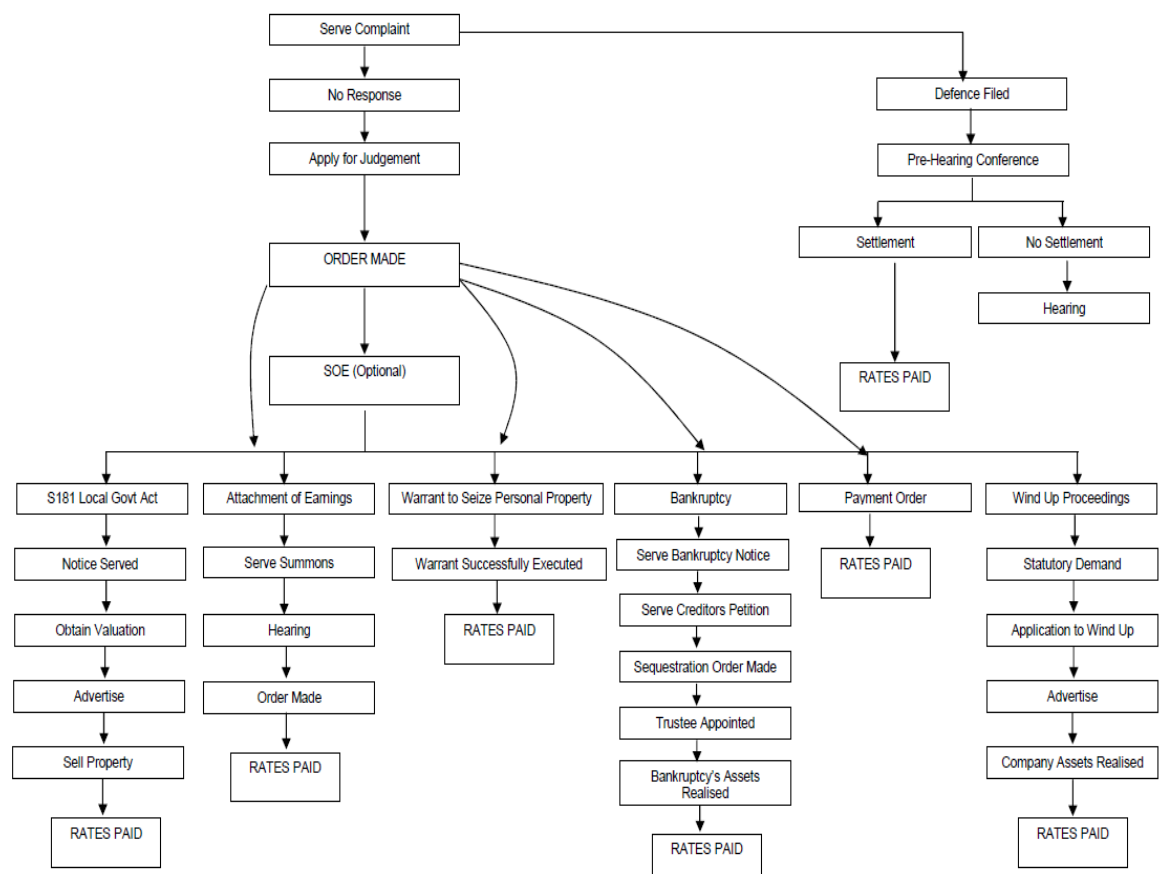 Serve Complaint
No Response
Defence Filed
Apply for Judgement
Pre-Hearing Conference
ORDER MADE
Settlement
No Settlement
Hearing
SOE (Optional)
RATES PAID
S181 Local Govt Act
Attachment of Earnings
Warrant to Seize Personal Property
Bankruptcy
Payment Order
Wind Up Proceedings
Notice Served
Serve Summons
Warrant Successfully Executed
Serve Bankruptcy Notice
RATES PAID
Statutory Demand
Obtain Valuation
Hearing
RATES PAID
Serve Creditors Petition
Application to Wind Up
Advertise
Order Made
Sequestration Order Made
Advertise
Sell Property
RATES PAID
Trustee Appointed
Company Assets Realised
Bankruptcy's Assets
Realised
RATES PAID
RATES PAID
RATES PAID